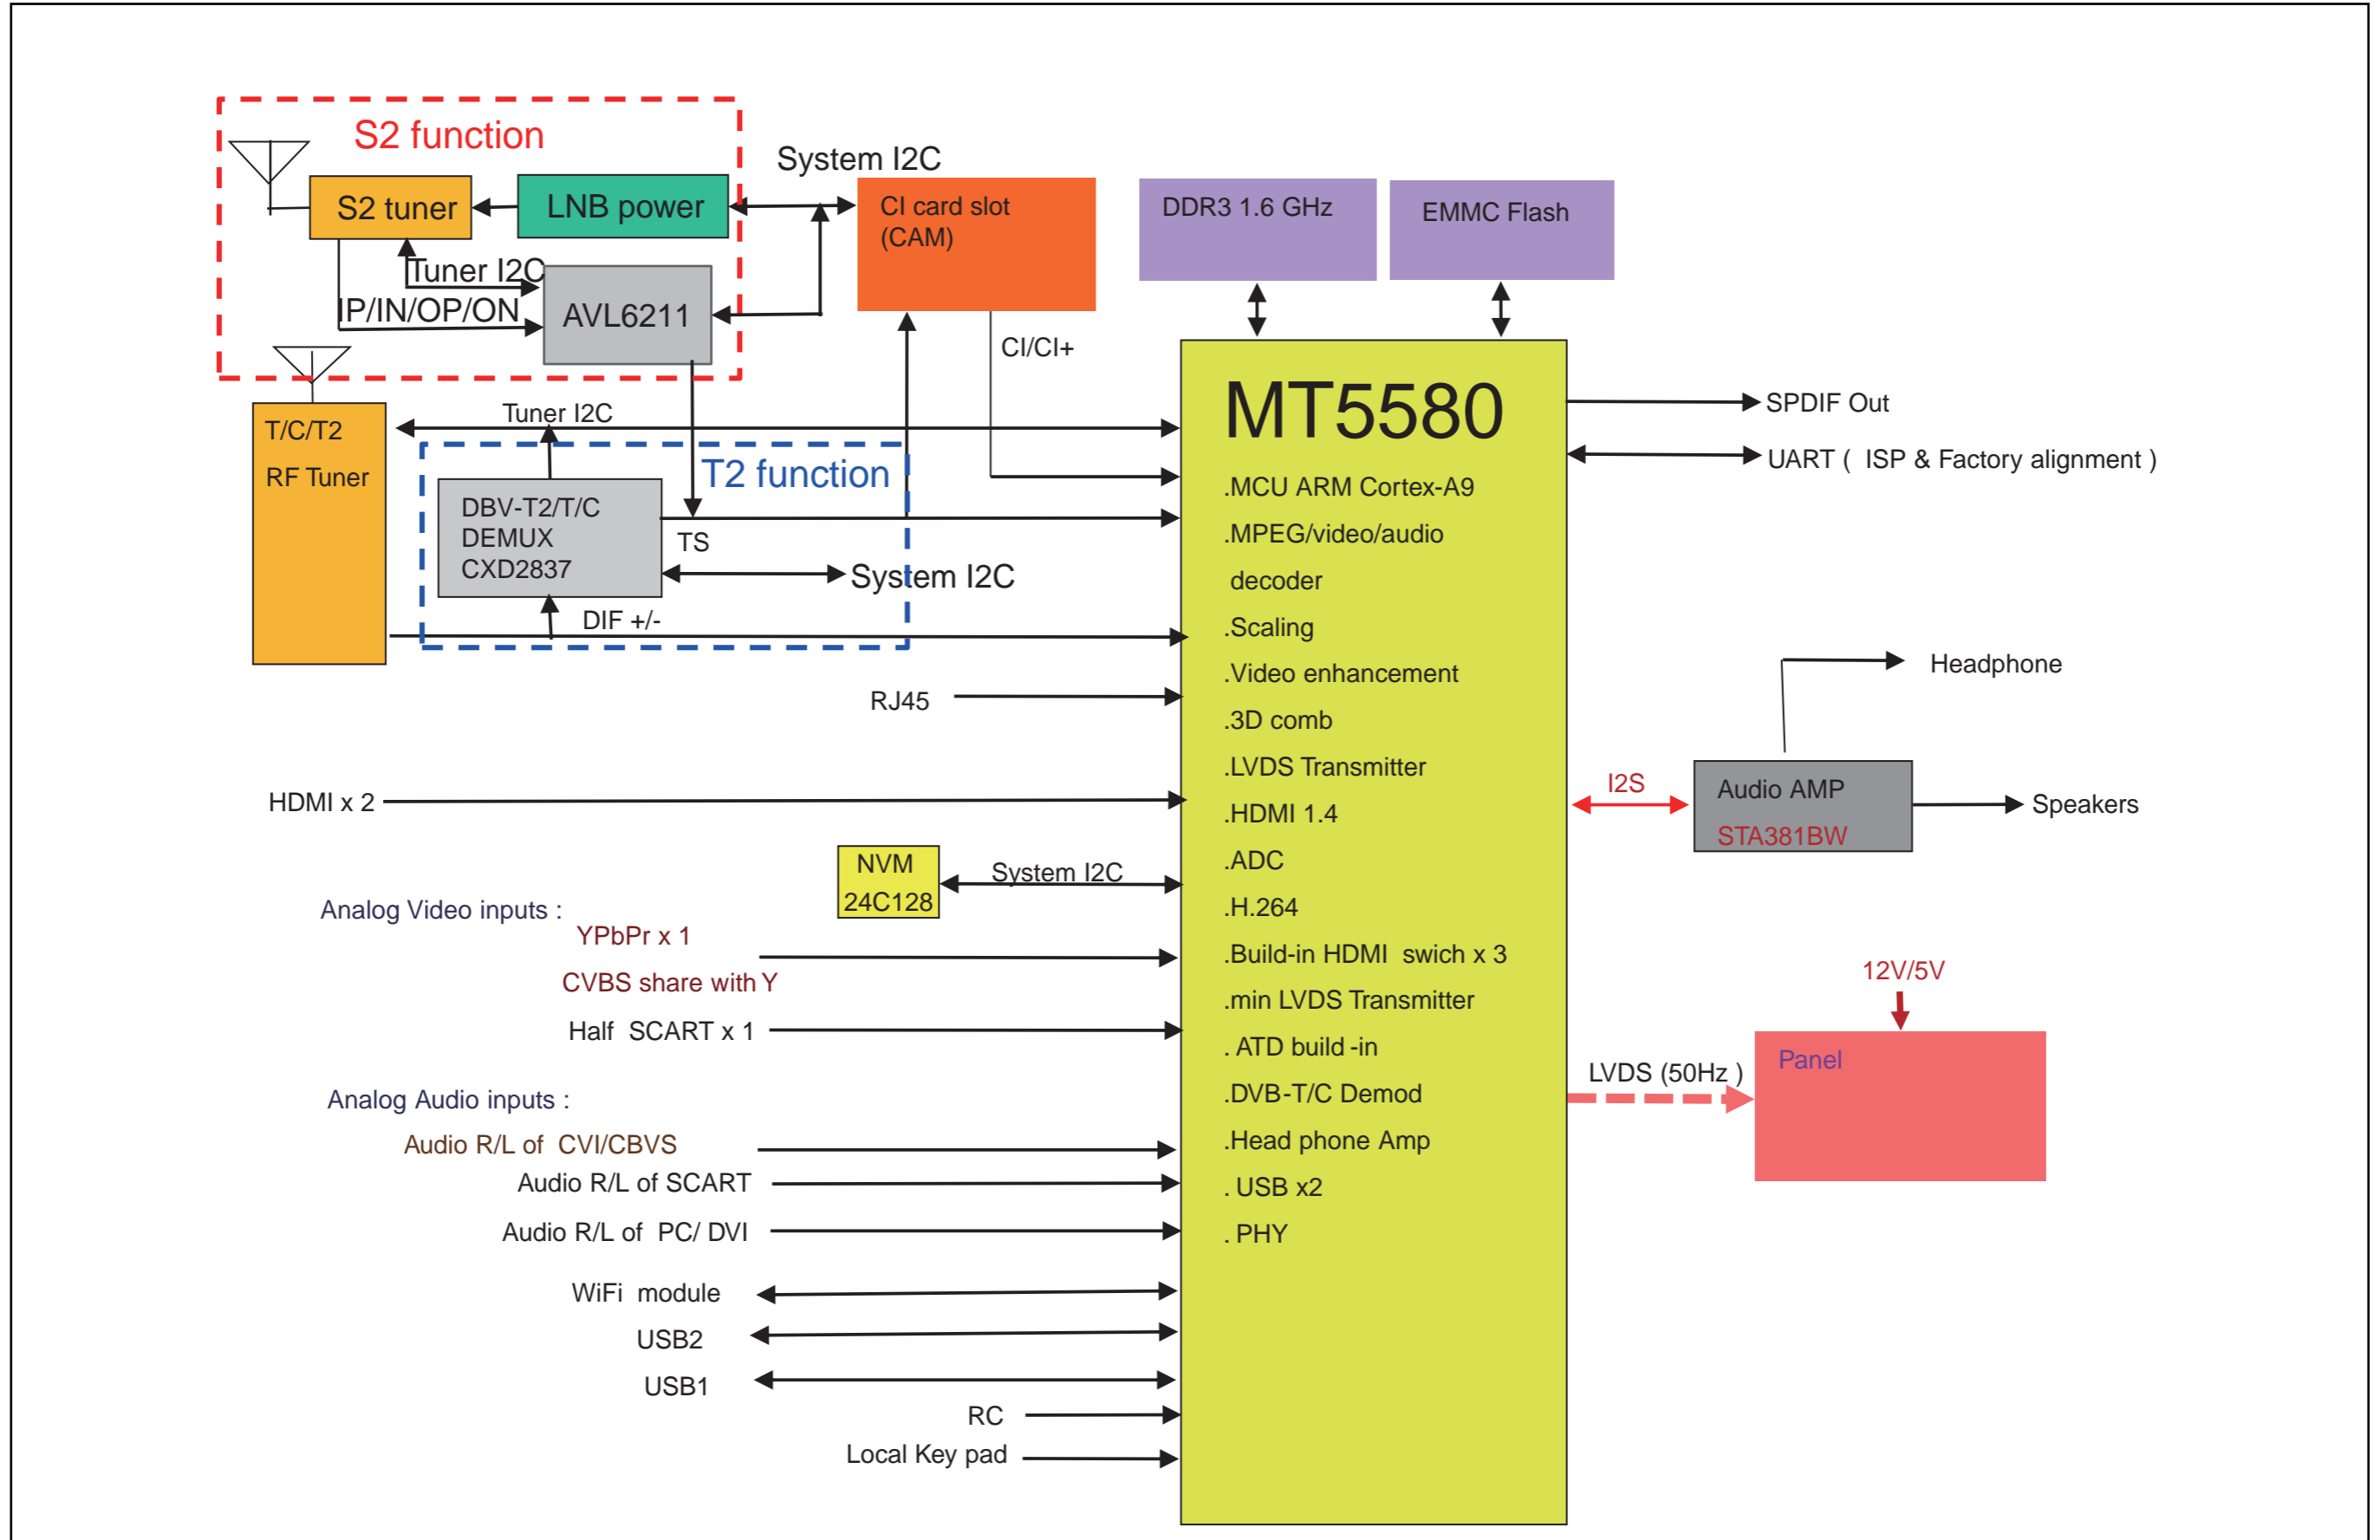 S2 function
System I2C
S2 tuner
LNB power
CI card slot
(CAM)
DDR3 1.6 GHz
EMMC Flash
Tuner I2C
IP/IN/OP/ON
AVL6211
CI/CI+
T/C/T2
RF Tuner
Tuner I2C
T2 function
DBV-T2/T/C
DEMUX
CXD2837
TS
System I2C
DIF +/-
RJ45
HDMI x 2
NVM
24C128
System I2C
Analog Video inputs :
YPbPr x 1
CVBS share with Y
Half SCART x 1
Analog Audio inputs :
Audio R/L of CVI/CBVS
Audio R/L of SCART
Audio R/L of PC/ DVI
WiFi module
USB2
USB1
RC
Local Key pad
MT5580
.MCU ARM Cortex-A9
.MPEG/video/audio
decoder
.Scaling
.Video enhancement
.3D comb
.LVDS Transmitter
.HDMI 1.4
.ADC
.H.264
.Build-in HDMI swich x 3
.min LVDS Transmitter
. ATD build -in
.DVB-T/C Demod
.Head phone Amp
. USB x2
. PHY
SPDIF Out
UART ( ISP & Factory alignment )
Headphone
I2S
Audio AMP
STA381BW
Speakers
12V/5V
LVDS (50Hz )
Panel